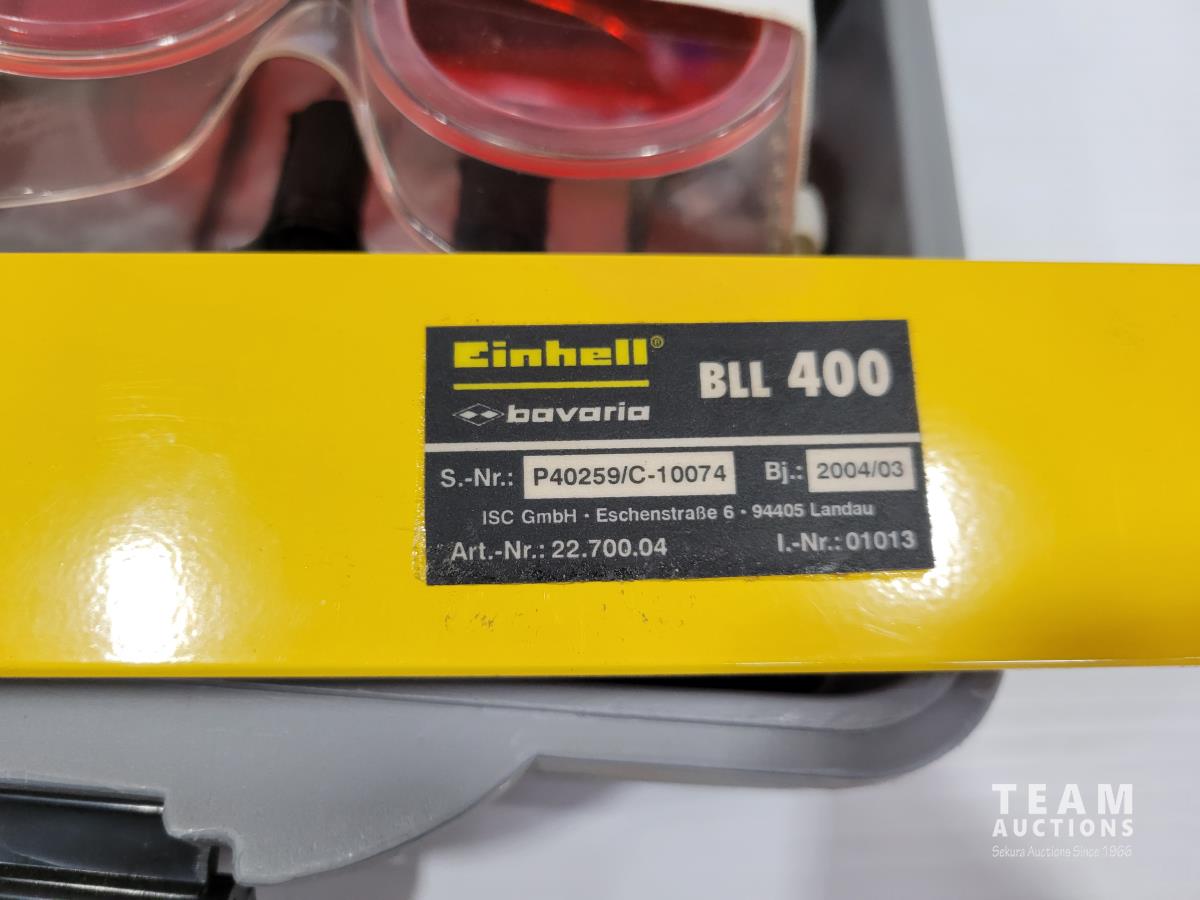 Einhell®
bavaria
BLL 400
S.-Nr.: P40259/C-10074 Bj.: 2004/03
ISC GmbH · Eschenstraße 6 · 94405 Landau
Art.-Nr.: 22.700.04 I.-Nr.: 01013
TEAM
AUCTIONS
Sekura Auctions Since 1966